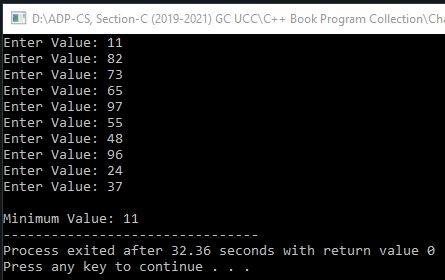 D:\ADP-CS, Section-C (2019-2021) GC UCC\C++ Book Program Collection\Cha
Enter Value: 11
Enter Value: 82
Enter Value: 73
Enter Value: 65
Enter Value: 97
Enter Value: 55
Enter Value: 48
Enter Value: 96
Enter Value: 24
Enter Value: 37
Minimum Value: 11
--------------------------------
Process exited after 32.36 seconds with return value 0
Press any key to continue . . .